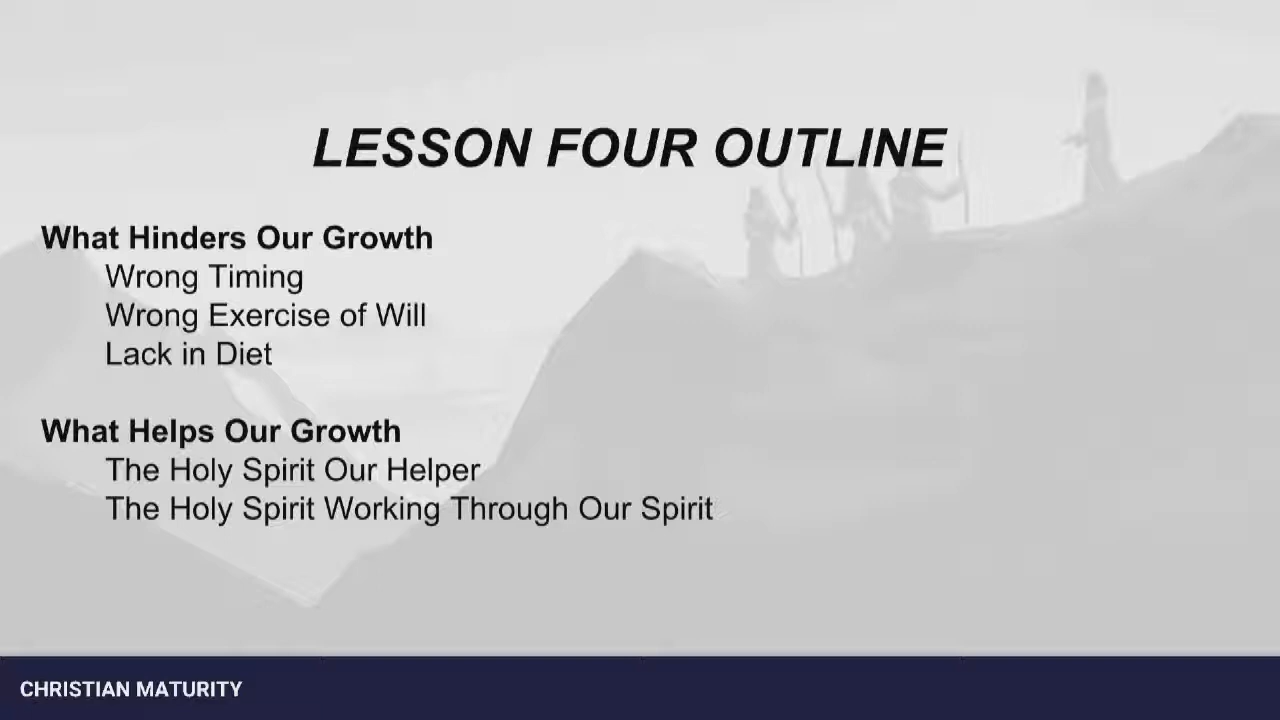 LESSON FOUR OUTLINE
What Hinders Our Growth
Wrong Timing
Wrong Exercise of Will
Lack in Diet
What Helps Our Growth
The Holy Spirit Our Helper
The Holy Spirit Working Through Our Spirit
CHRISTIAN MATURITY